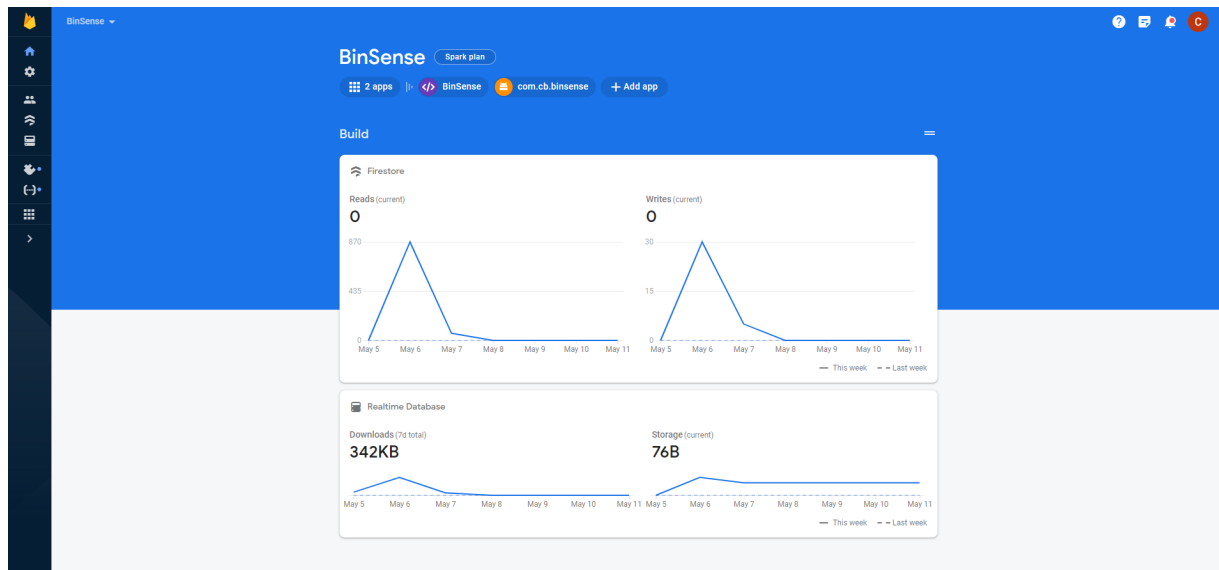 BinSense
C
BinSense Spark plan
2 apps </> BinSense com.cb.binsense + Add app
Build
Firestore
Reads (current) Writes (current)
0 0
870 30
435 15
0 0
May 5 May 6 May 7 May 8 May 9 May 10 May 11 May 5 May 6 May 7 May 8 May 9 May 10 May 11
This week Last week
Realtime Database
Downloads (7d total) Storage (current)
342KB 76B
May 5 May 6 May 7 May 8 May 9 May 10 May 11 May 5 May 6 May 7 May 8 May 9 May 10 May 11
This week Last week